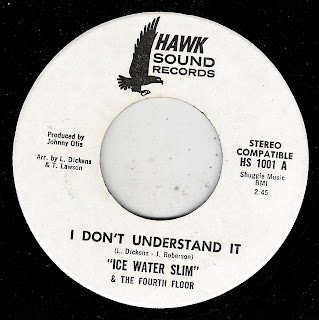 HAWK
SOUND
RECORDS
Produced by
Johnny Otis
Arr. by L. Dickens
& T. Lawson
STEREO
COMPATIBLE
HS 1001 A
Shuggie Music
BMI
2:45
I DON'T UNDERSTAND IT
(L. Dickens - J. Roberson)
"ICE WATER SLIM"
& THE FOURTH FLOOR